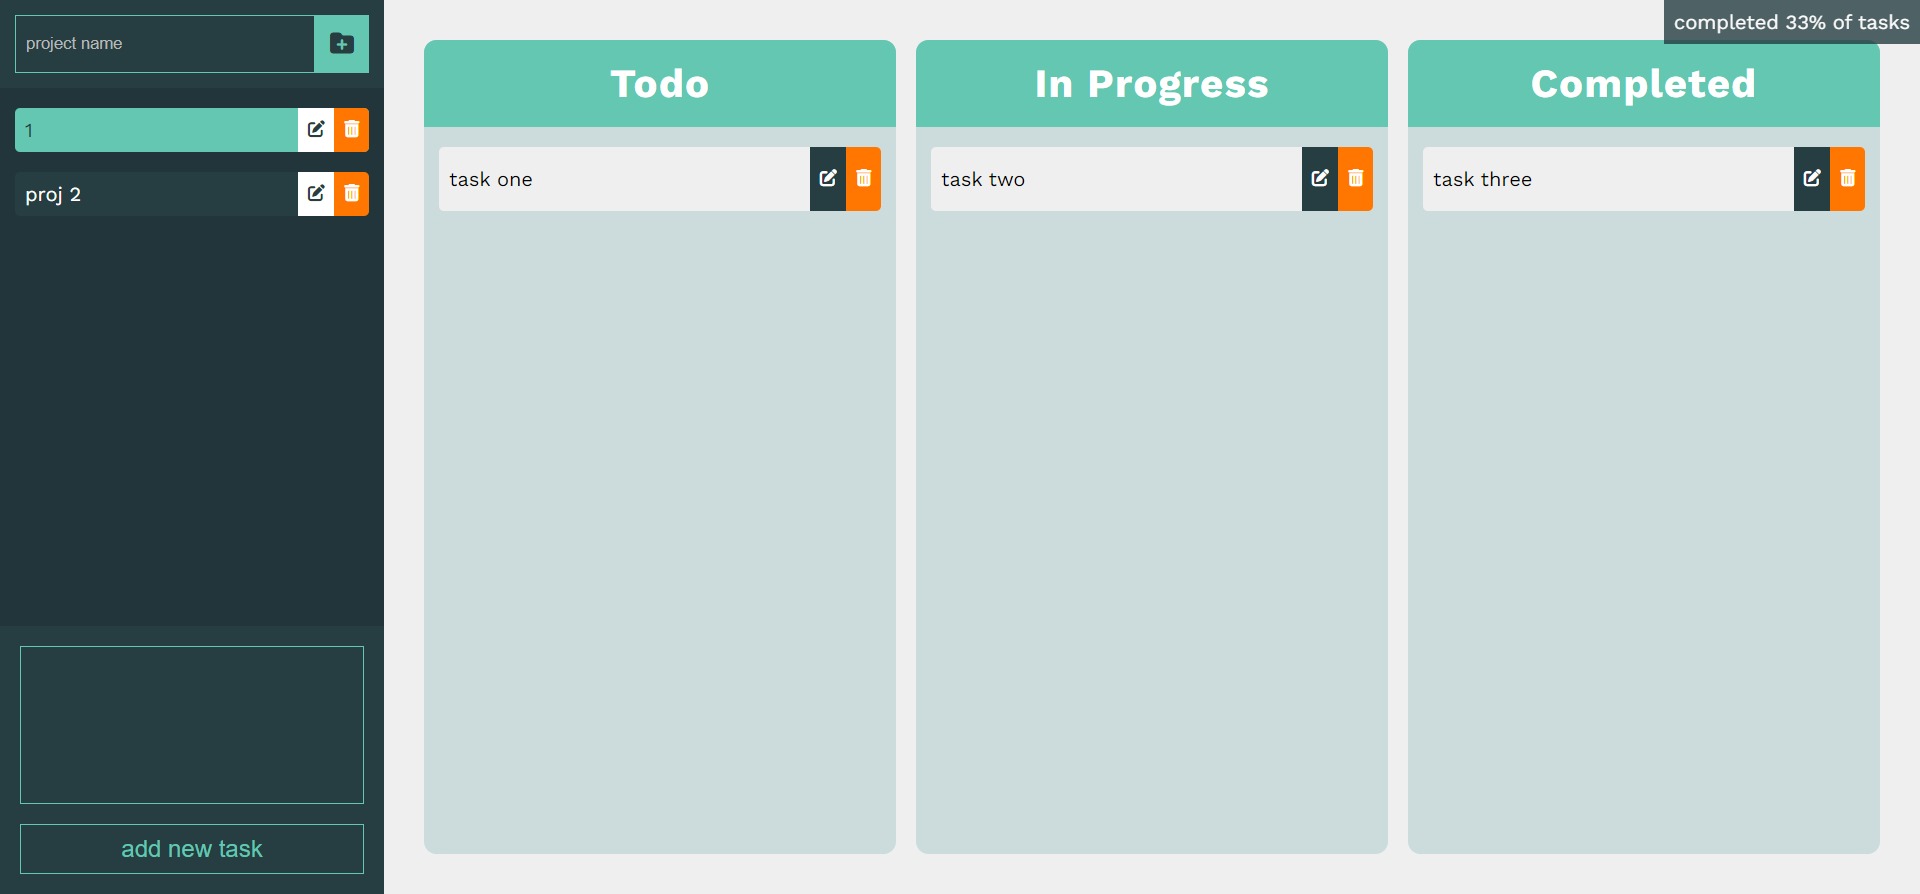 project name
1
proj 2
add new task
completed 33% of tasks
Todo
task one
In Progress
task two
Completed
task three